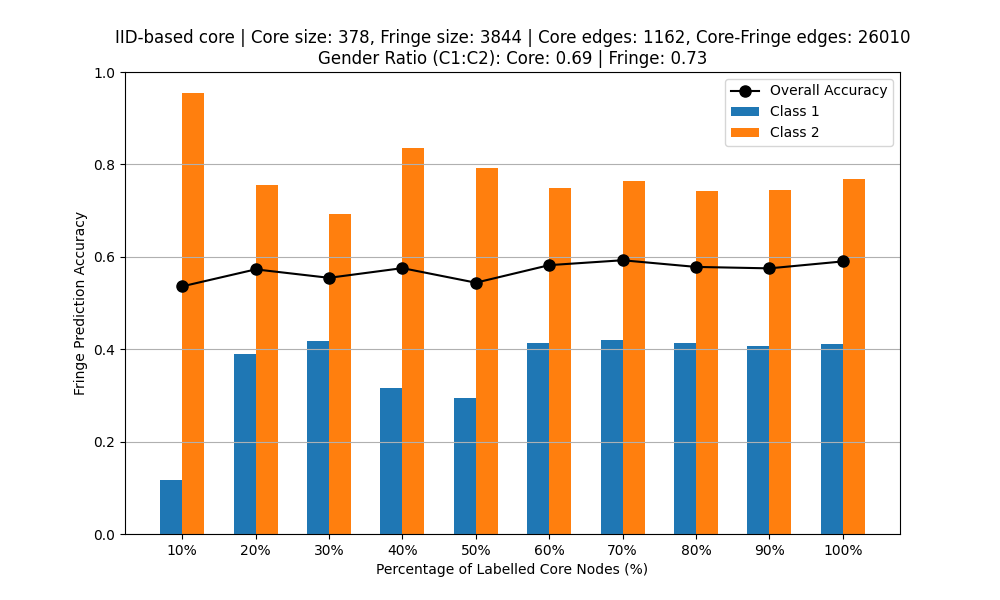 IID-based core | Core size: 378, Fringe size: 3844 | Core edges: 1162, Core-Fringe edges: 26010
Gender Ratio (C1:C2): Core: 0.69 | Fringe: 0.73
Overall Accuracy
Class 1
Class 2
Fringe Prediction Accuracy
1.0
0.8
0.6
0.4
0.2
0.0
10% 20% 30% 40% 50% 60% 70% 80% 90% 100%
Percentage of Labelled Core Nodes (%)